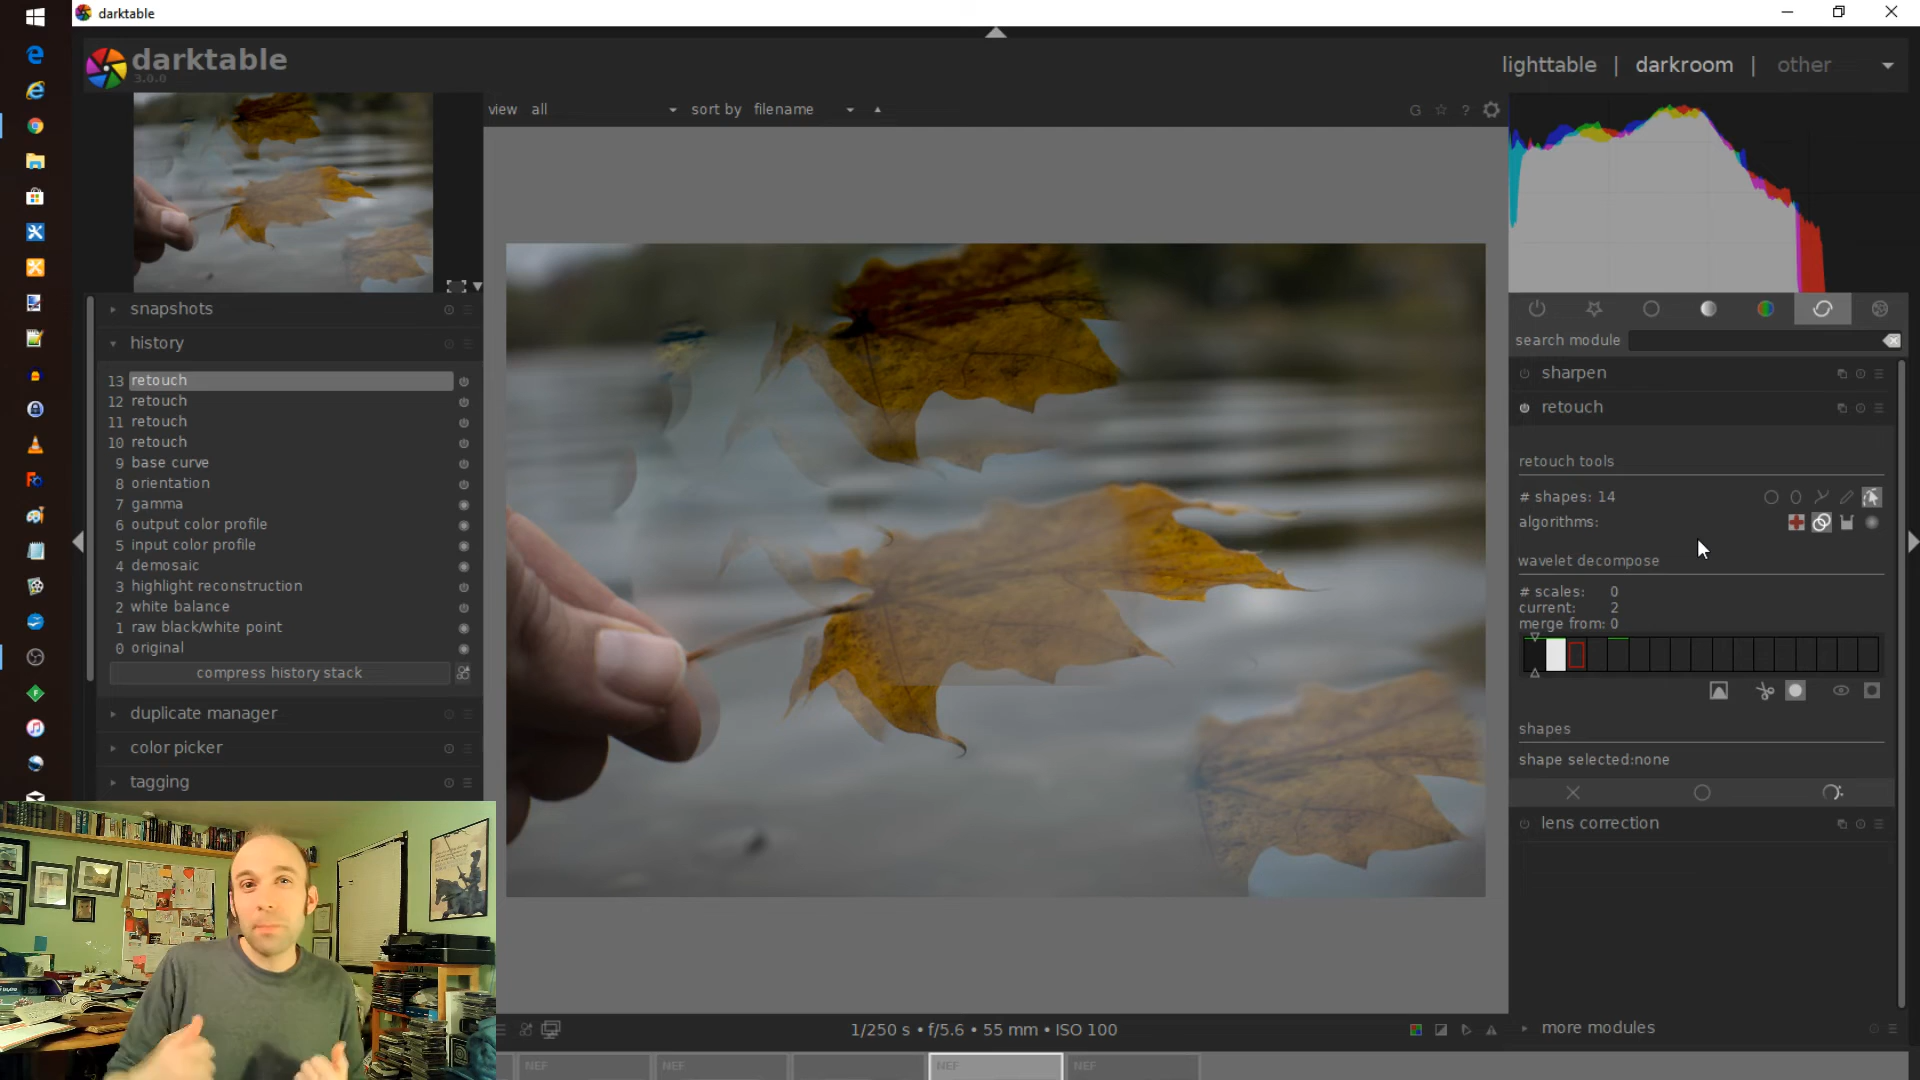 darktable
darktable
3.0.0
lighttable | darkroom | other
view all sort by filename
G ☆ ?
snapshots
history
13 retouch
12 retouch
11 retouch
10 retouch
9 base curve
8 orientation
7 gamma
6 output color profile
5 input color profile
4 demosaic
3 highlight reconstruction
2 white balance
1 raw black/white point
0 original
compress history stack
duplicate manager
color picker
tagging
search module
sharpen
retouch
retouch tools
# shapes: 14
algorithms:
wavelet decompose
# scales: 0
current: 2
merge from: 0
shapes
shape selected:none
lens correction
more modules
1/250 s • f/5.6 • 55 mm • ISO 100
NEF
NEF
NEF
NEF